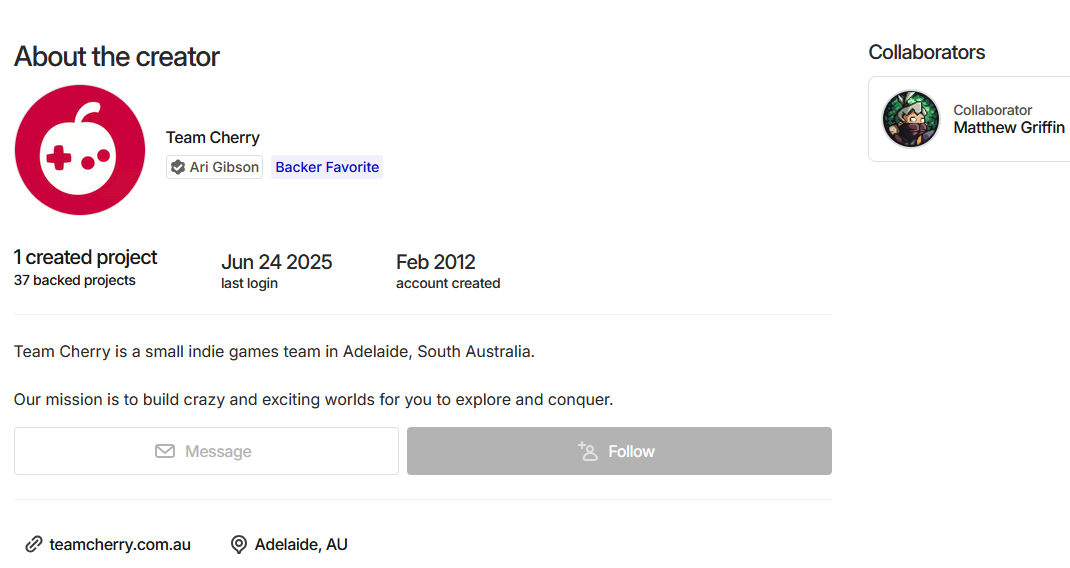 About the creator
Team Cherry
Ari Gibson
Backer Favorite
1 created project
37 backed projects
Jun 24 2025
last login
Feb 2012
account created
Team Cherry is a small indie games team in Adelaide, South Australia.
Our mission is to build crazy and exciting worlds for you to explore and conquer.
Message
Follow
teamcherry.com.au
Adelaide, AU
Collaborators
Collaborator
Matthew Griffin